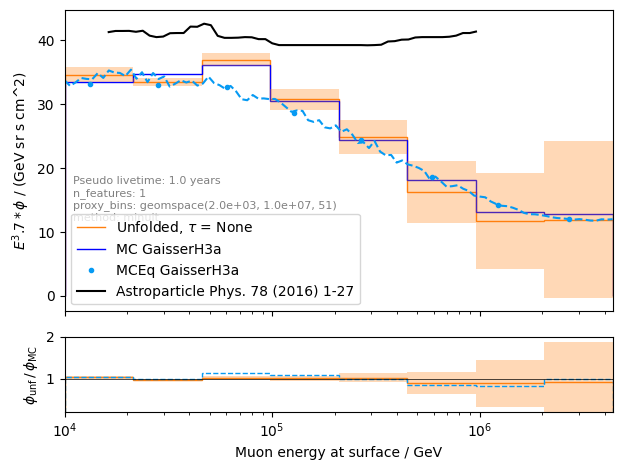 40
30
20
10
0
E^3.7 * ϕ / (GeV sr s cm^2)
Pseudo livetime: 1.0 years
n_features: 1
proxy_bins: geomspace(2.0e+03, 1.0e+07, 51)
Unfolded, τ = None
MC GaisserH3a
MCEq GaisserH3a
Astroparticle Phys. 78 (2016) 1-27
2
1
ϕunf / ϕMC
10^4 10^5 10^6
Muon energy at surface / GeV